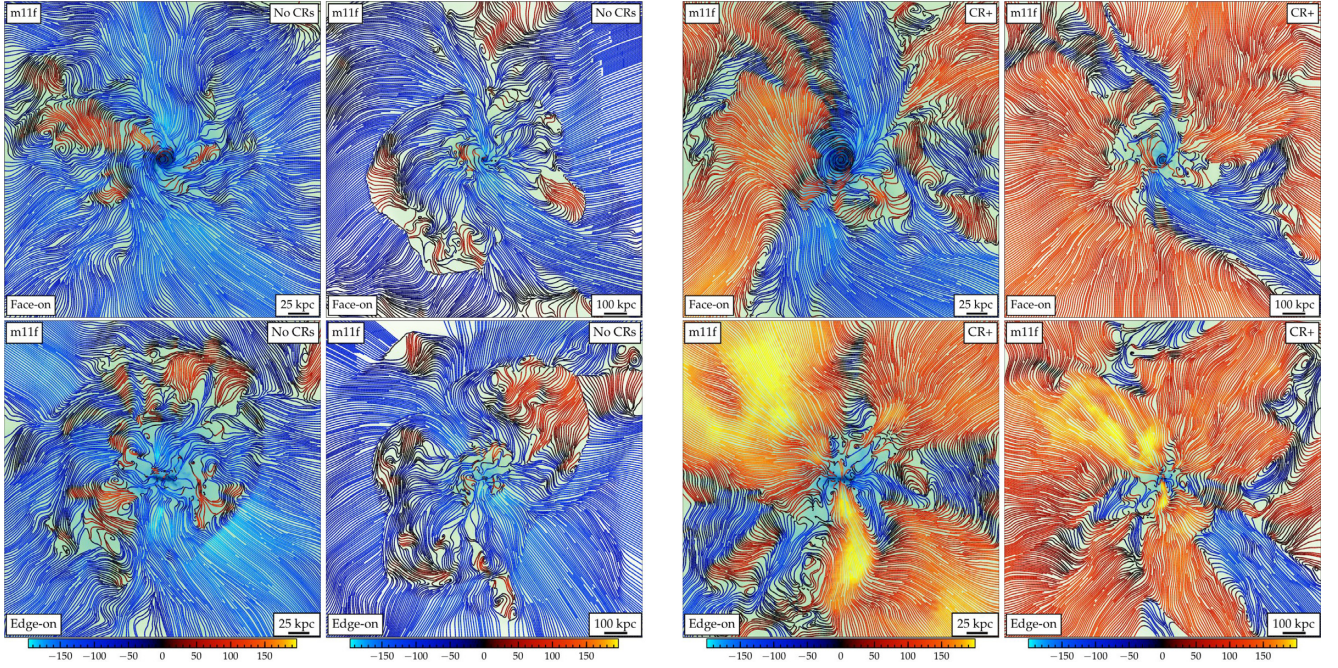 m11f No CRs m11f No CRs m11f CR+ m11f CR+
Face-on 25 kpc Face-on 100 kpc Face-on 25 kpc Face-on 100 kpc
m11f No CRs m11f No CRs m11f CR+ m11f CR+
Edge-on 25 kpc Edge-on 100 kpc Edge-on 25 kpc Edge-on 100 kpc
−150 −100 −50 0 50 100 150 −150 −100 −50 0 50 100 150 −150 −100 −50 0 50 100 150 −150 −100 −50 0 50 100 150